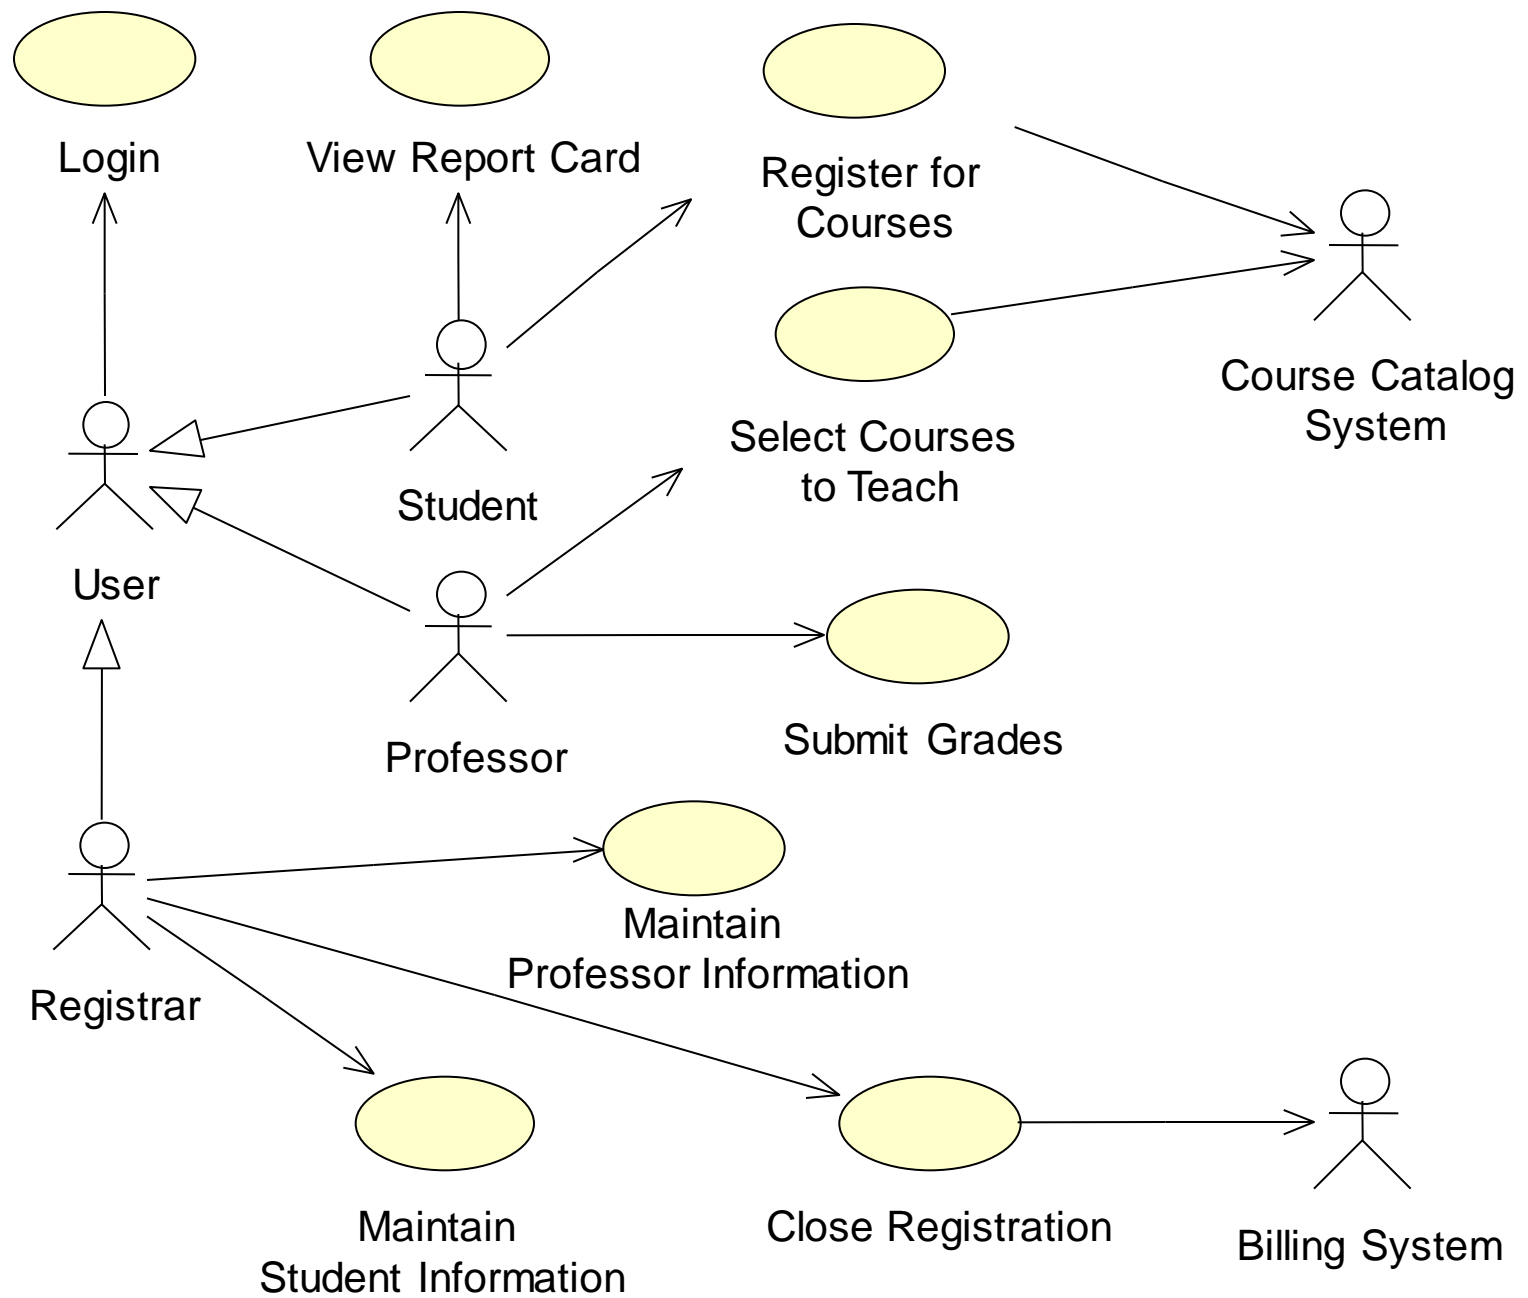 Login
View Report Card
Register for
Courses
Course Catalog
System
Select Courses
to Teach
Student
User
Professor
Submit Grades
Maintain
Professor Information
Registrar
Maintain
Student Information
Close Registration
Billing System